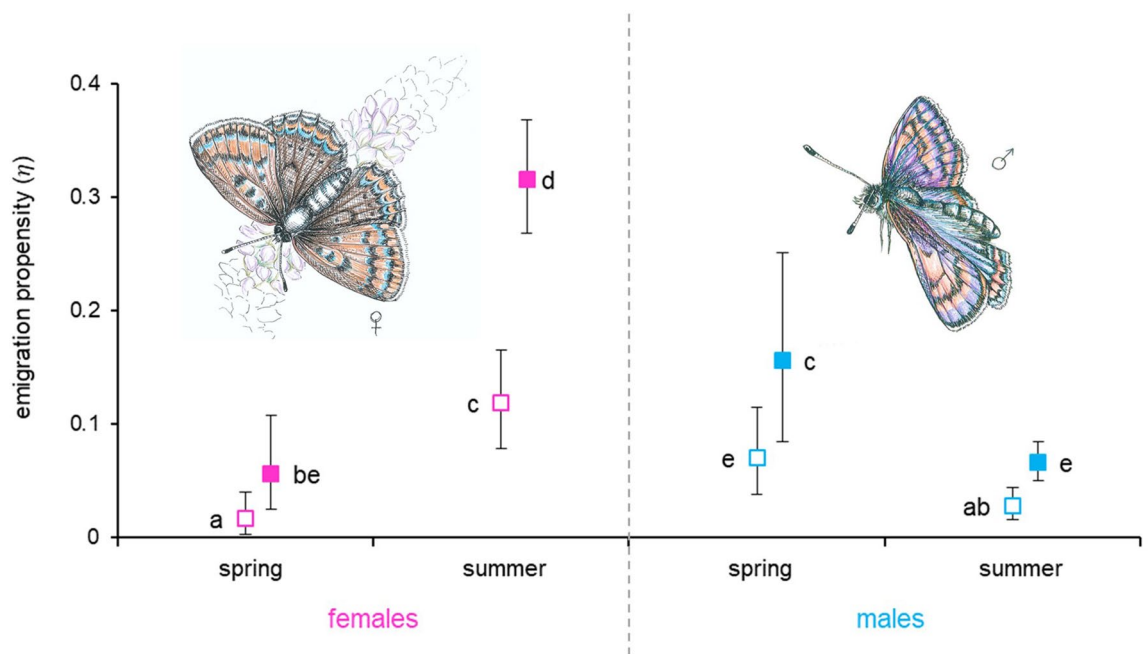 emigration propensity (η)
0.4
0.3
0.2
0.1
0
a
be
c
d
e
c
ab
e
♀
♂
spring
summer
spring
summer
females
males